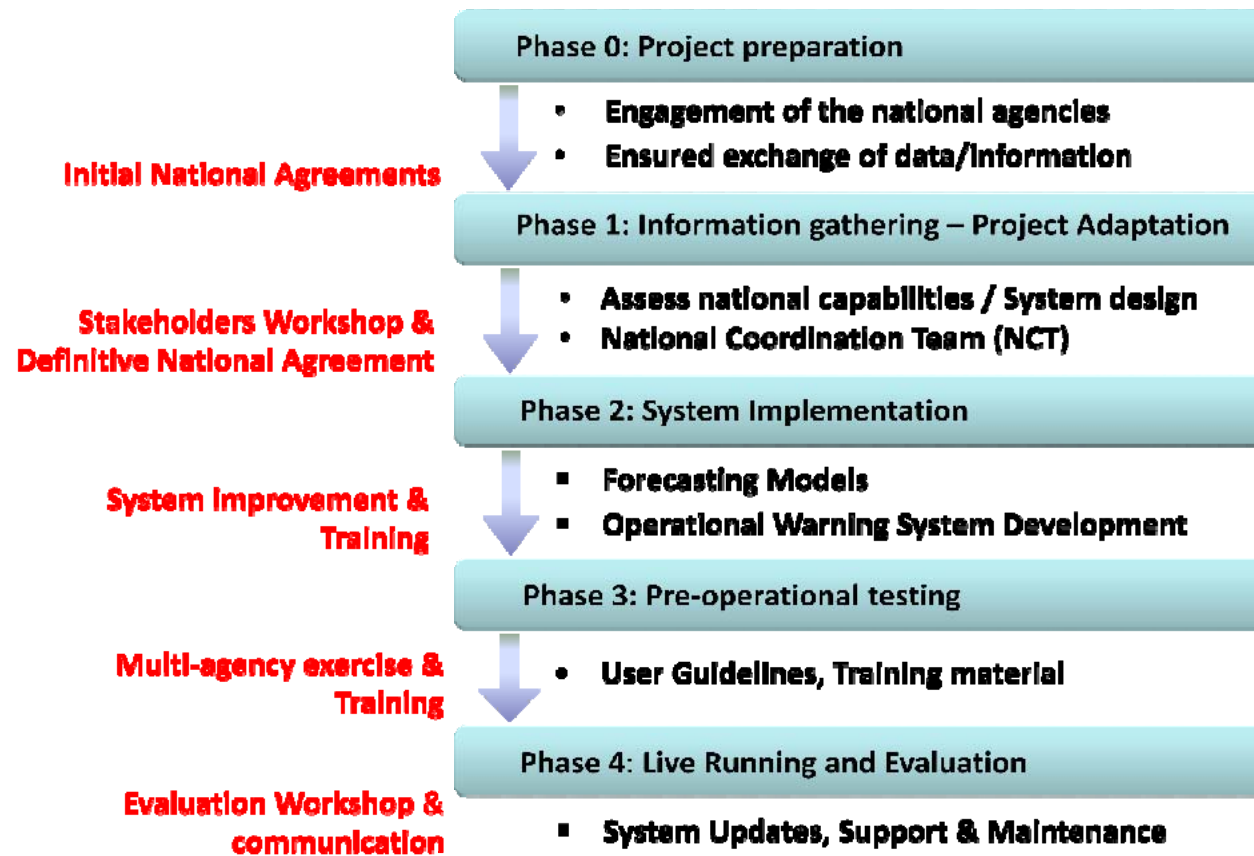 Phase 0: Project preparation
• Engagement of the national agencies
• Ensured exchange of data/information
Initial National Agreements
Phase 1: Information gathering – Project Adaptation
• Assess national capabilities / System design
• National Coordination Team (NCT)
Stakeholders Workshop &
Definitive National Agreement
Phase 2: System Implementation
▪ Forecasting Models
▪ Operational Warning System Development
System improvement &
Training
Phase 3: Pre-operational testing
• User Guidelines, Training material
Multi-agency exercise &
Training
Phase 4: Live Running and Evaluation
▪ System Updates, Support & Maintenance
Evaluation Workshop &
communication